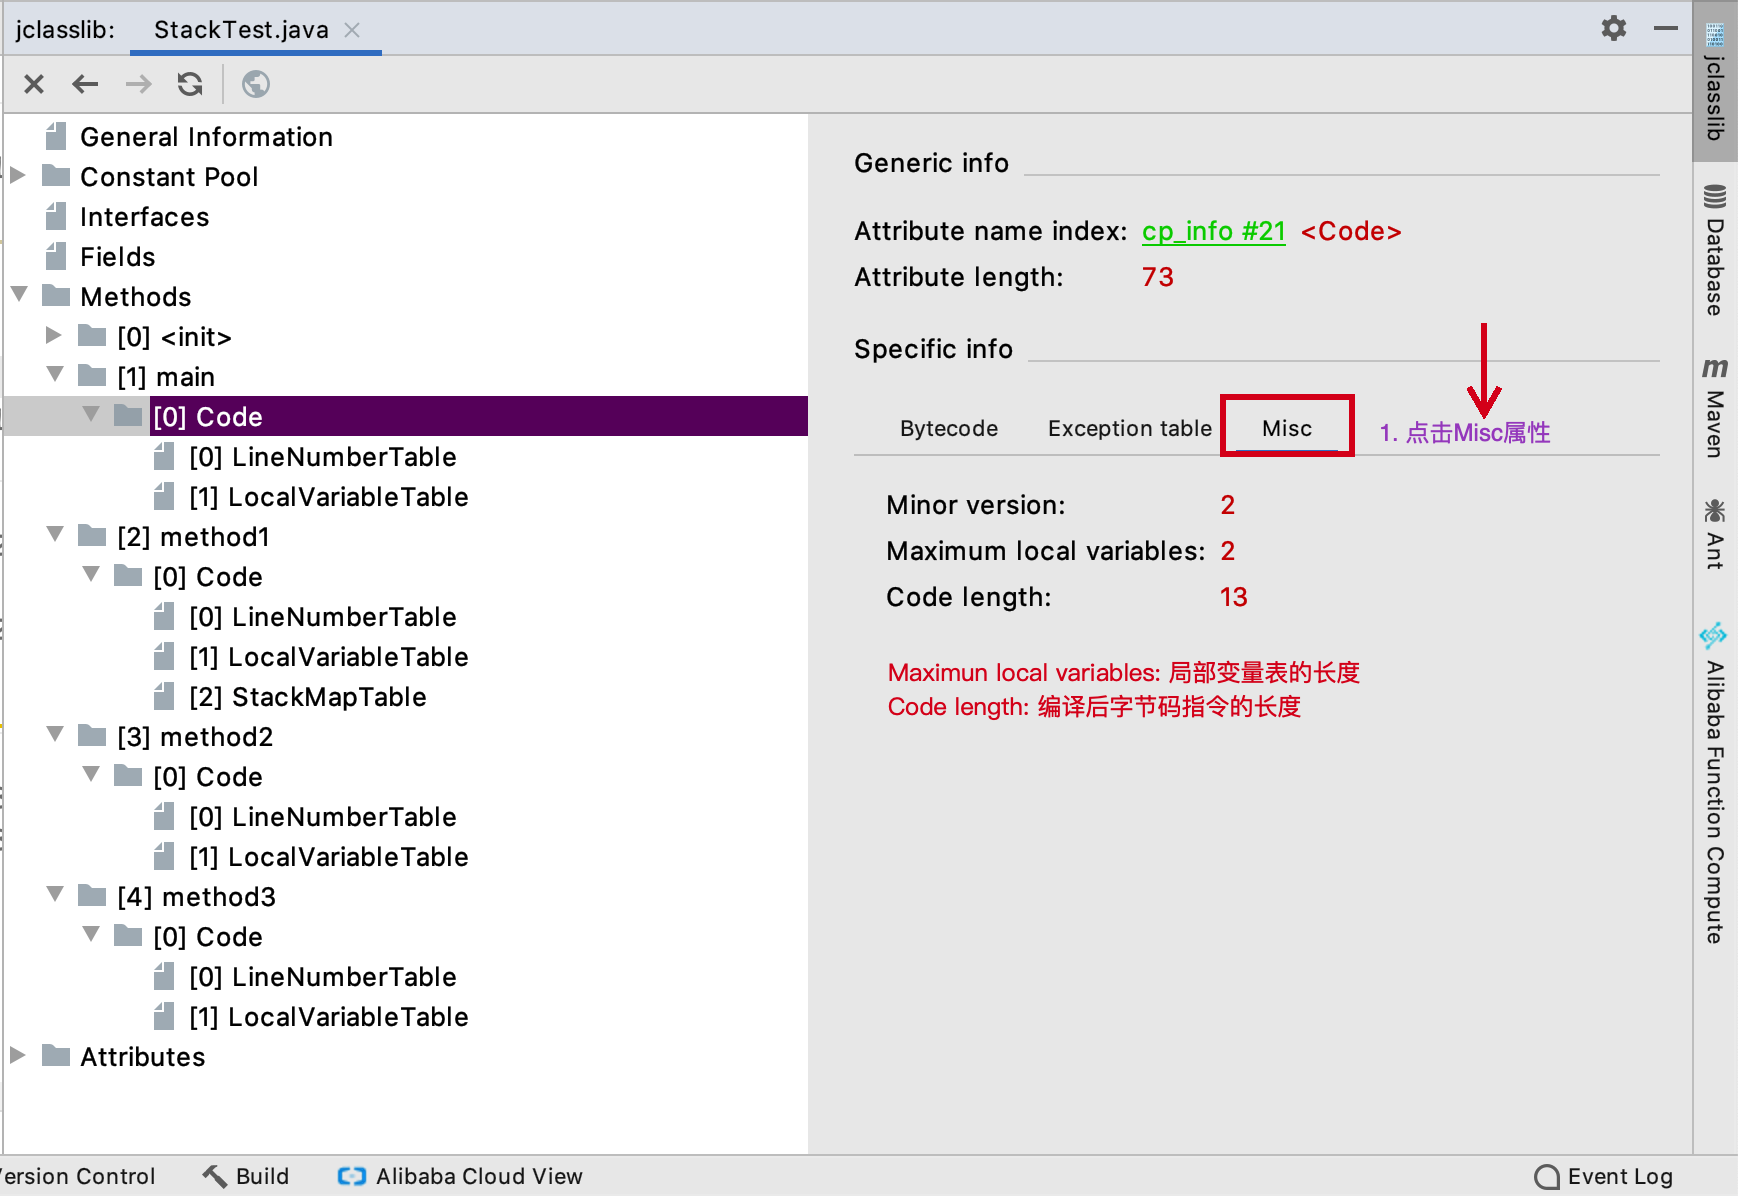 jclasslib: StackTest.java
General Information
Constant Pool
Interfaces
Fields
Methods
[0] <init>
[1] main
[0] Code
[0] LineNumberTable
[1] LocalVariableTable
[2] method1
[0] Code
[0] LineNumberTable
[1] LocalVariableTable
[2] StackMapTable
[3] method2
[0] Code
[0] LineNumberTable
[1] LocalVariableTable
[4] method3
[0] Code
[0] LineNumberTable
[1] LocalVariableTable
Attributes
Generic info
Attribute name index: cp_info #21 <Code>
Attribute length: 73
Specific info
Bytecode Exception table Misc 1. 点击Misc属性
Minor version: 2
Maximum local variables: 2
Code length: 13
Maximun local variables: 局部变量表的长度
Code length: 编译后字节码指令的长度
jclasslib
Database
m Maven
Ant
Alibaba Function Compute
ersion Control Build Alibaba Cloud View Event Log